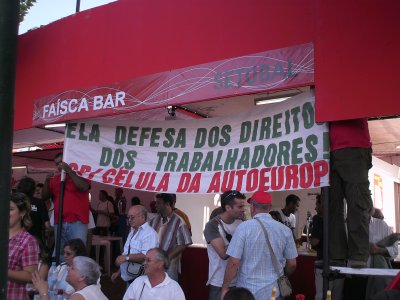 FAÍSCA BAR
SETÚBAL
ELA DEFESA DOS DIREITO
DOS TRABALHADORES!
CÉLULA DA AUTOEUROP